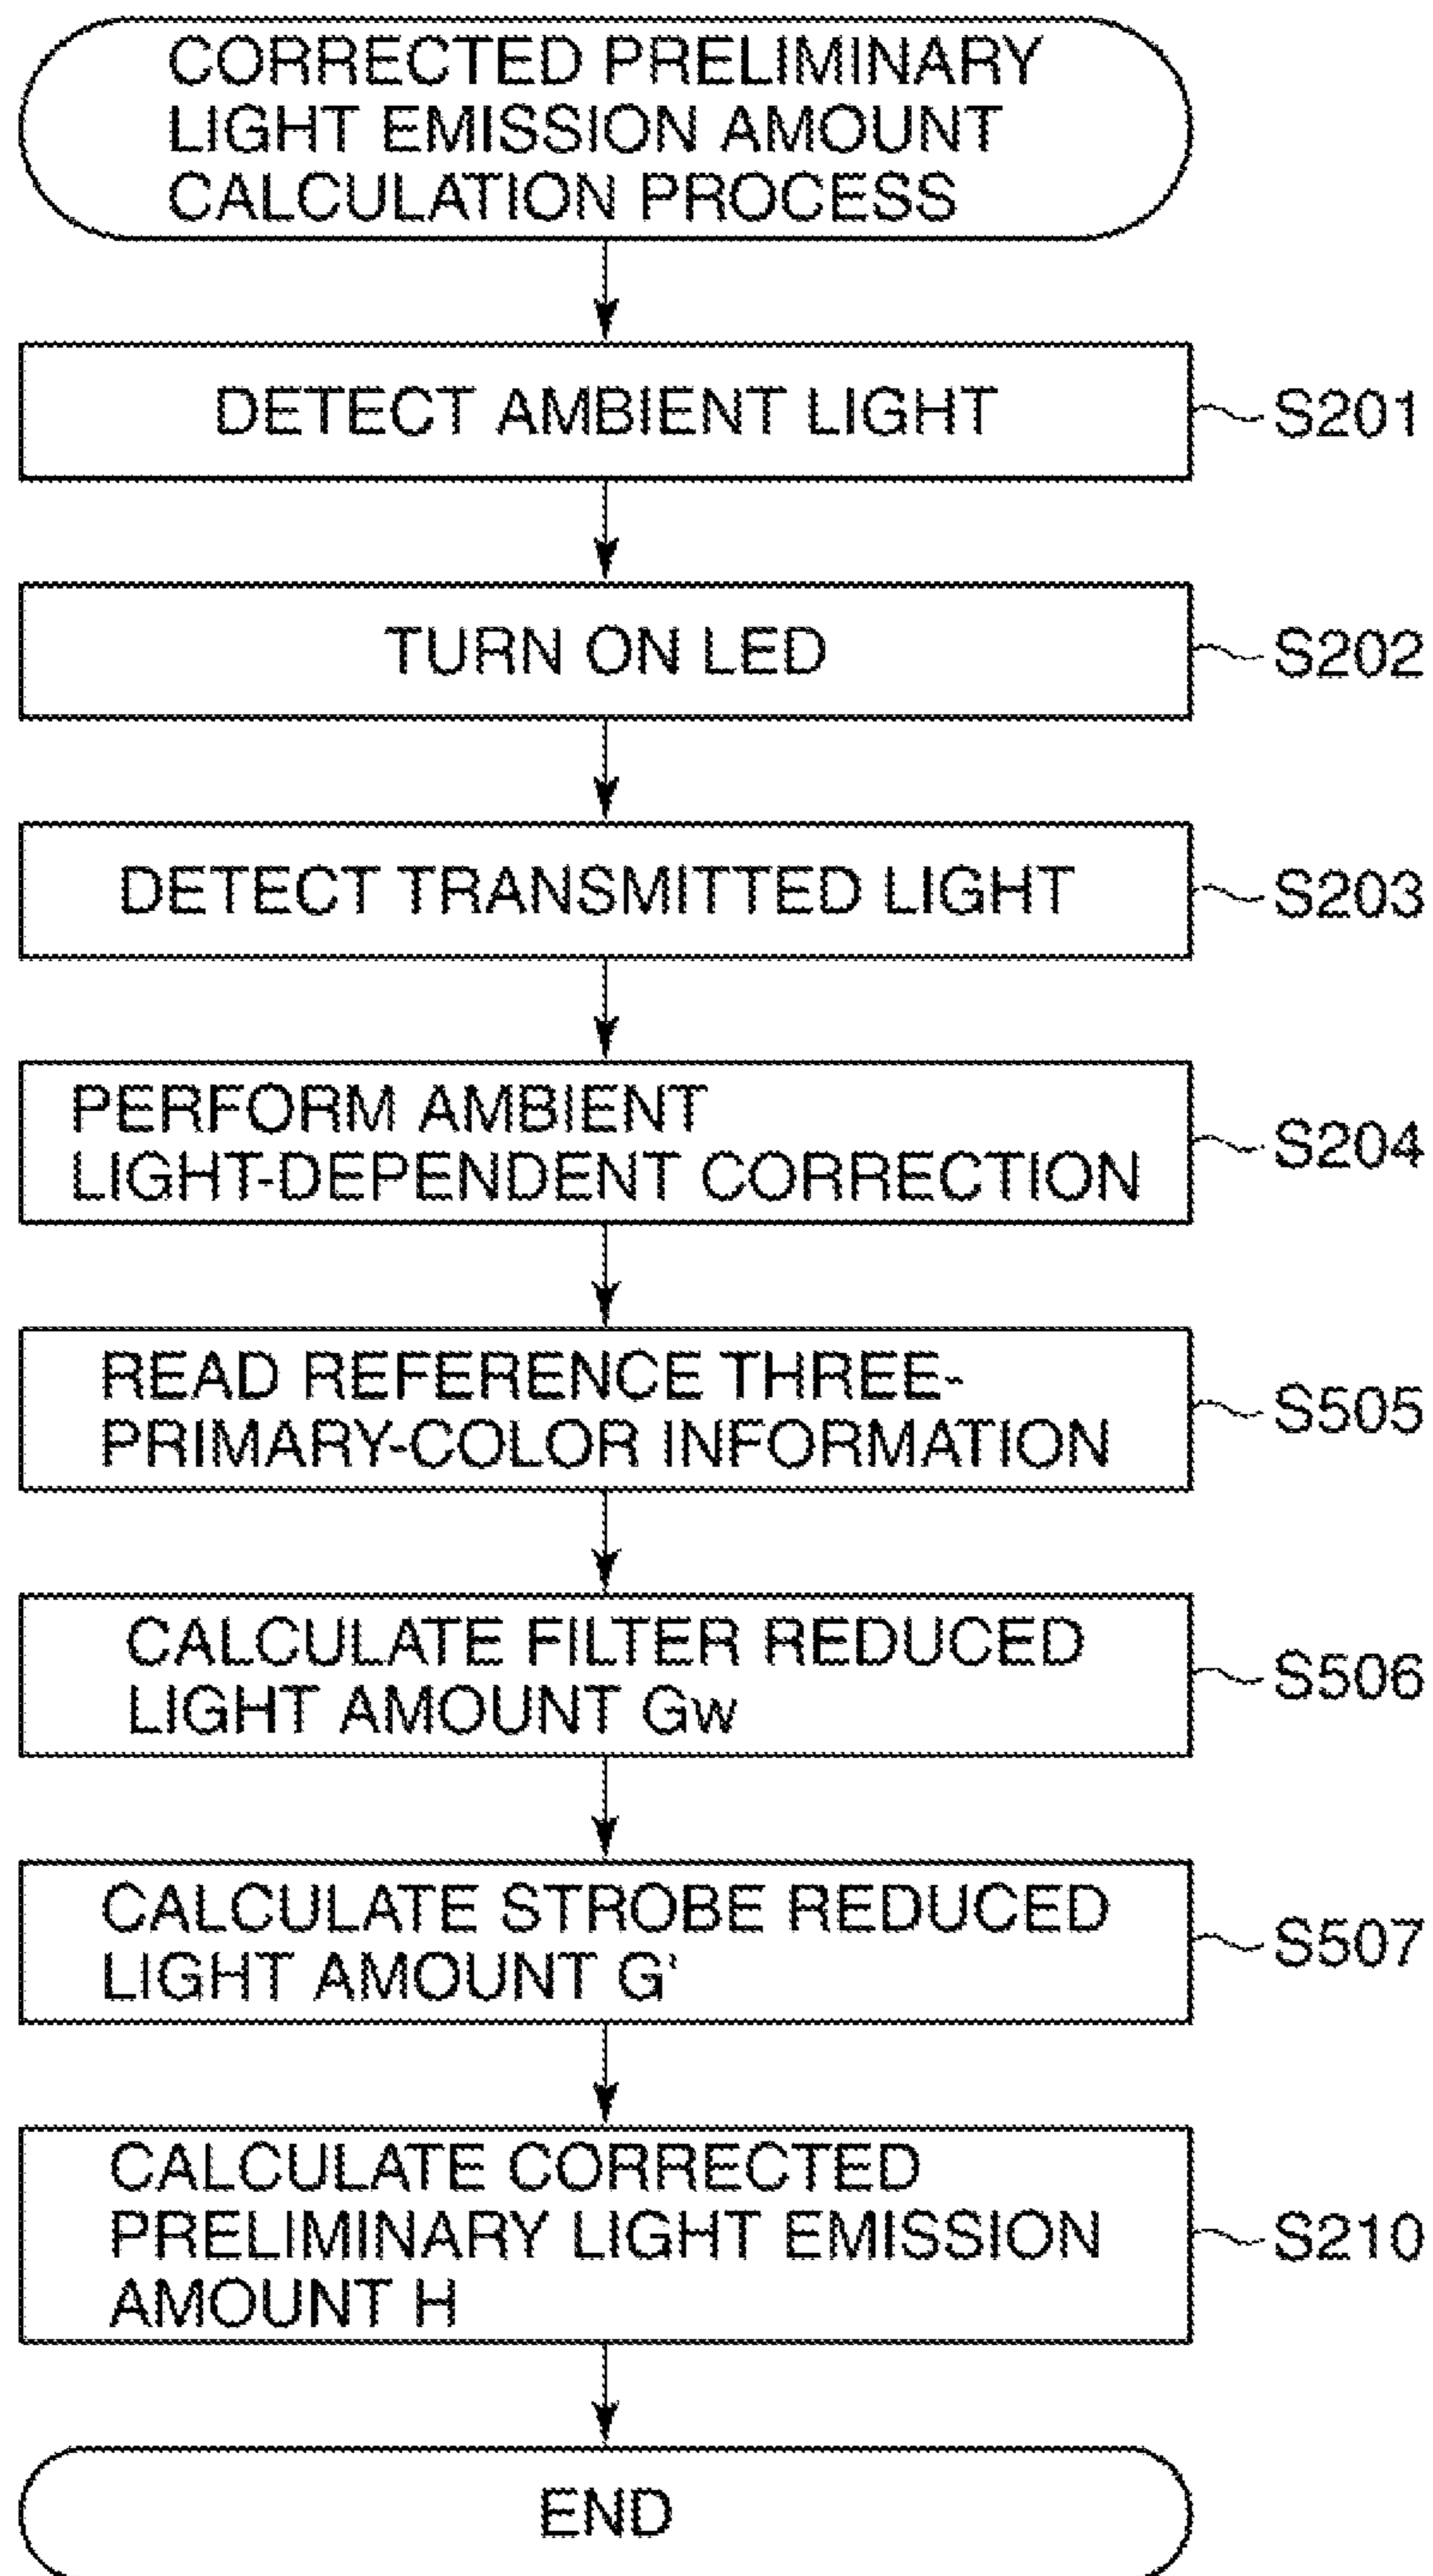 CORRECTED PRELIMINARY
LIGHT EMISSION AMOUNT
CALCULATION PROCESS
DETECT AMBIENT LIGHT
S201
TURN ON LED
S202
DETECT TRANSMITTED LIGHT
S203
PERFORM AMBIENT
LIGHT-DEPENDENT CORRECTION
S204
READ REFERENCE THREE-
PRIMARY-COLOR INFORMATION
S505
CALCULATE FILTER REDUCED
LIGHT AMOUNT Gw
S506
CALCULATE STROBE REDUCED
LIGHT AMOUNT G'
S507
CALCULATE CORRECTED
PRELIMINARY LIGHT EMISSION
AMOUNT H
S210
END